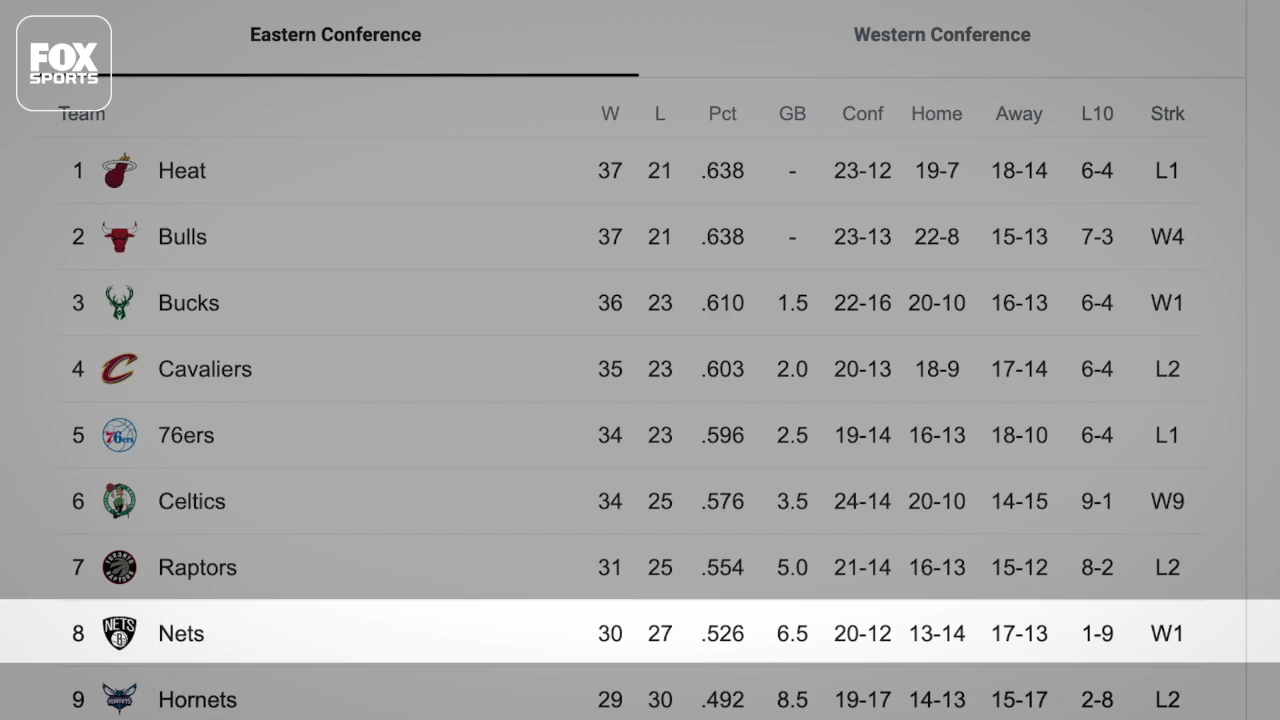 FOX
SPORTS
Eastern Conference Western Conference
Team W L Pct GB Conf Home Away L10 Strk
1 Heat 37 21 .638 - 23-12 19-7 18-14 6-4 L1
2 Bulls 37 21 .638 - 23-13 22-8 15-13 7-3 W4
3 Bucks 36 23 .610 1.5 22-16 20-10 16-13 6-4 W1
4 Cavaliers 35 23 .603 2.0 20-13 18-9 17-14 6-4 L2
5 76ers 76ers 34 23 .596 2.5 19-14 16-13 18-10 6-4 L1
6 Celtics 34 25 .576 3.5 24-14 20-10 14-15 9-1 W9
7 Raptors 31 25 .554 5.0 21-14 16-13 15-12 8-2 L2
8 NETS B Nets 30 27 .526 6.5 20-12 13-14 17-13 1-9 W1
9 Hornets 29 30 .492 8.5 19-17 14-13 15-17 2-8 L2